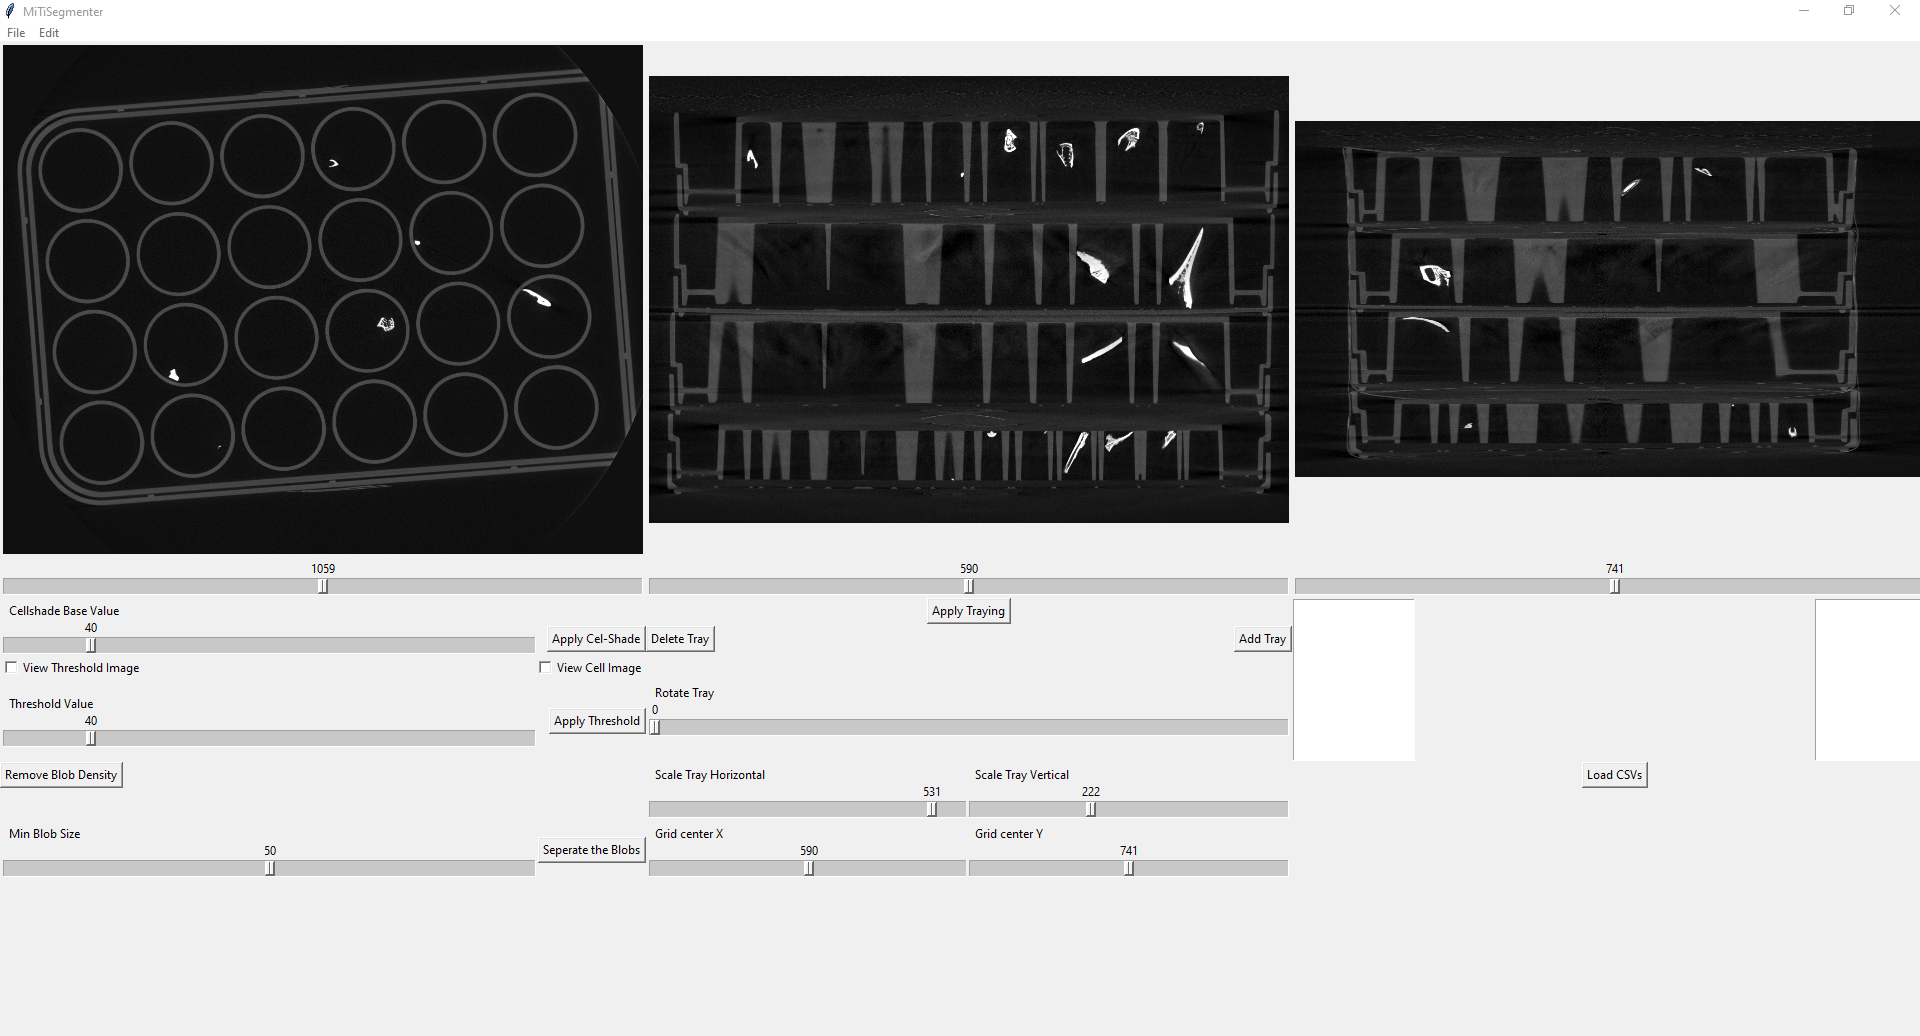 MiTiSegmenter
File Edit
1059 590 741
Cellshade Base Value
Apply Traying
40
Apply Cel-Shade Delete Tray Add Tray
View Threshold Image View Cell Image
Rotate Tray
Threshold Value
0
40
Apply Threshold
Remove Blob Density Scale Tray Horizontal Scale Tray Vertical Load CSVs
531 222
Min Blob Size Grid center X Grid center Y
50 Seperate the Blobs 590 741